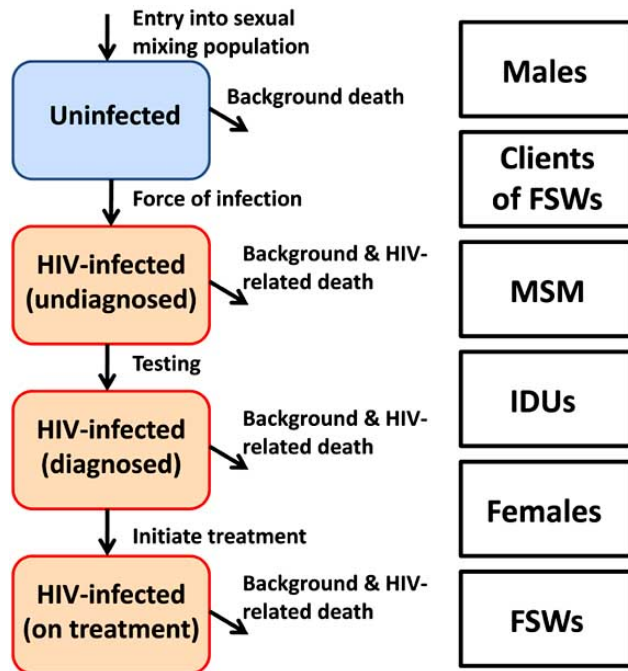 Entry into sexual
mixing population
Uninfected
Background death
Force of infection
HIV-infected
(undiagnosed)
Background & HIV-
related death
Testing
HIV-infected
(diagnosed)
Background & HIV-
related death
Initiate treatment
HIV-infected
(on treatment)
Background & HIV-
related death
Males
Clients
of FSWs
MSM
IDUs
Females
FSWs